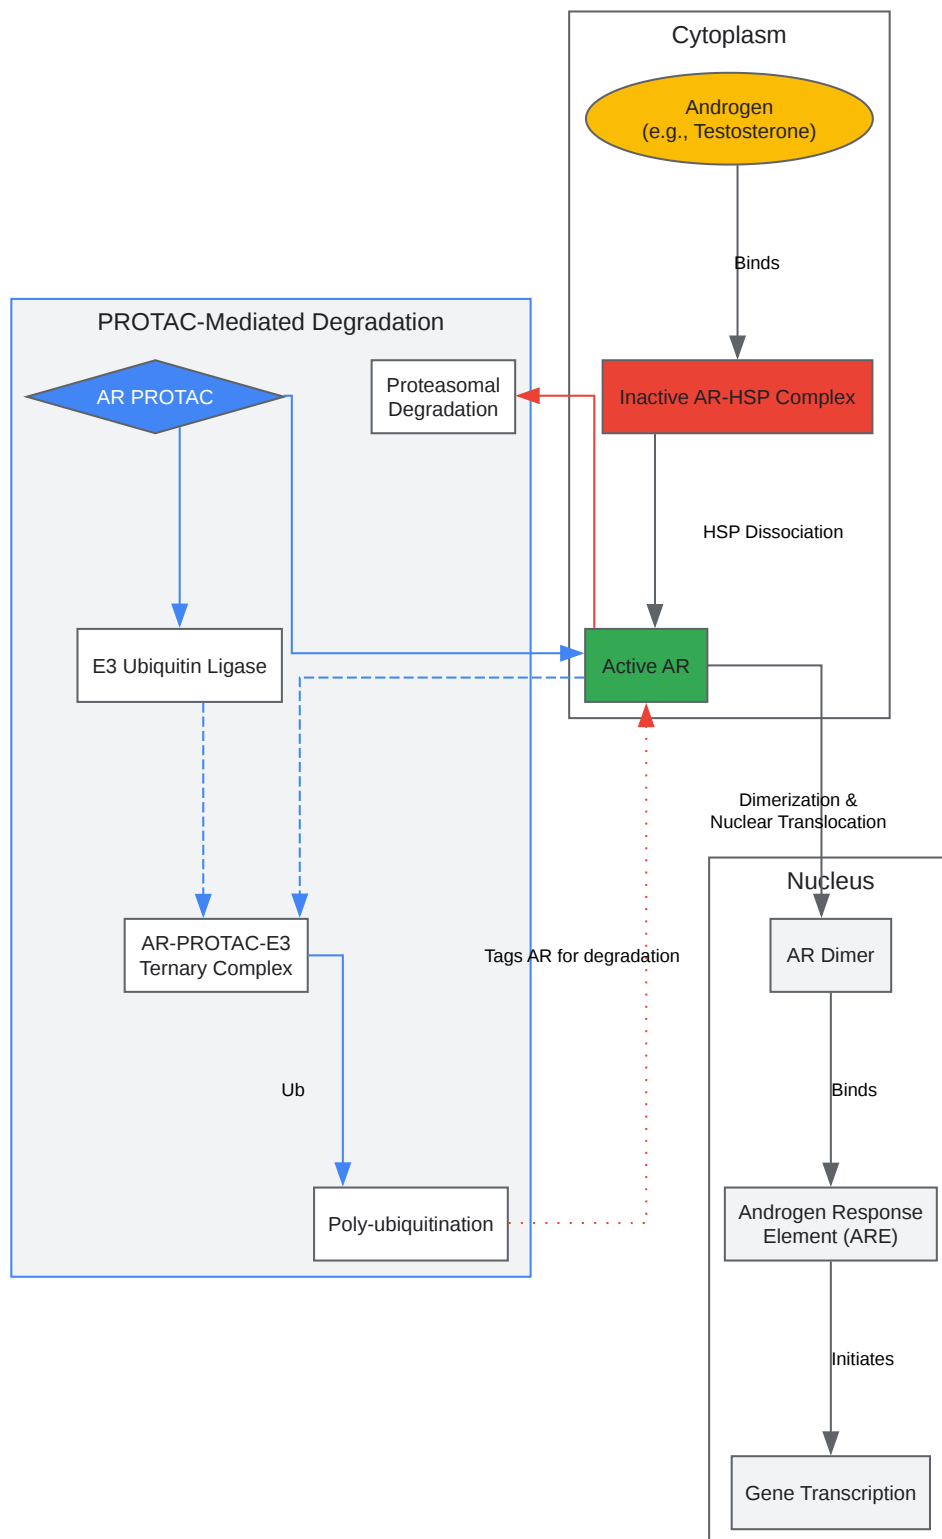 Cytoplasm
Androgen
(e.g., Testosterone)
Binds
PROTAC-Mediated Degradation
AR PROTAC
Proteasomal
Degradation
Inactive AR-HSP Complex
HSP Dissociation
E3 Ubiquitin Ligase
Active AR
Dimerization &
Nuclear Translocation
Nucleus
AR-PROTAC-E3
Ternary Complex
Tags AR for degradation
AR Dimer
Ub
Binds
Poly-ubiquitination
Androgen Response
Element (ARE)
Initiates
Gene Transcription